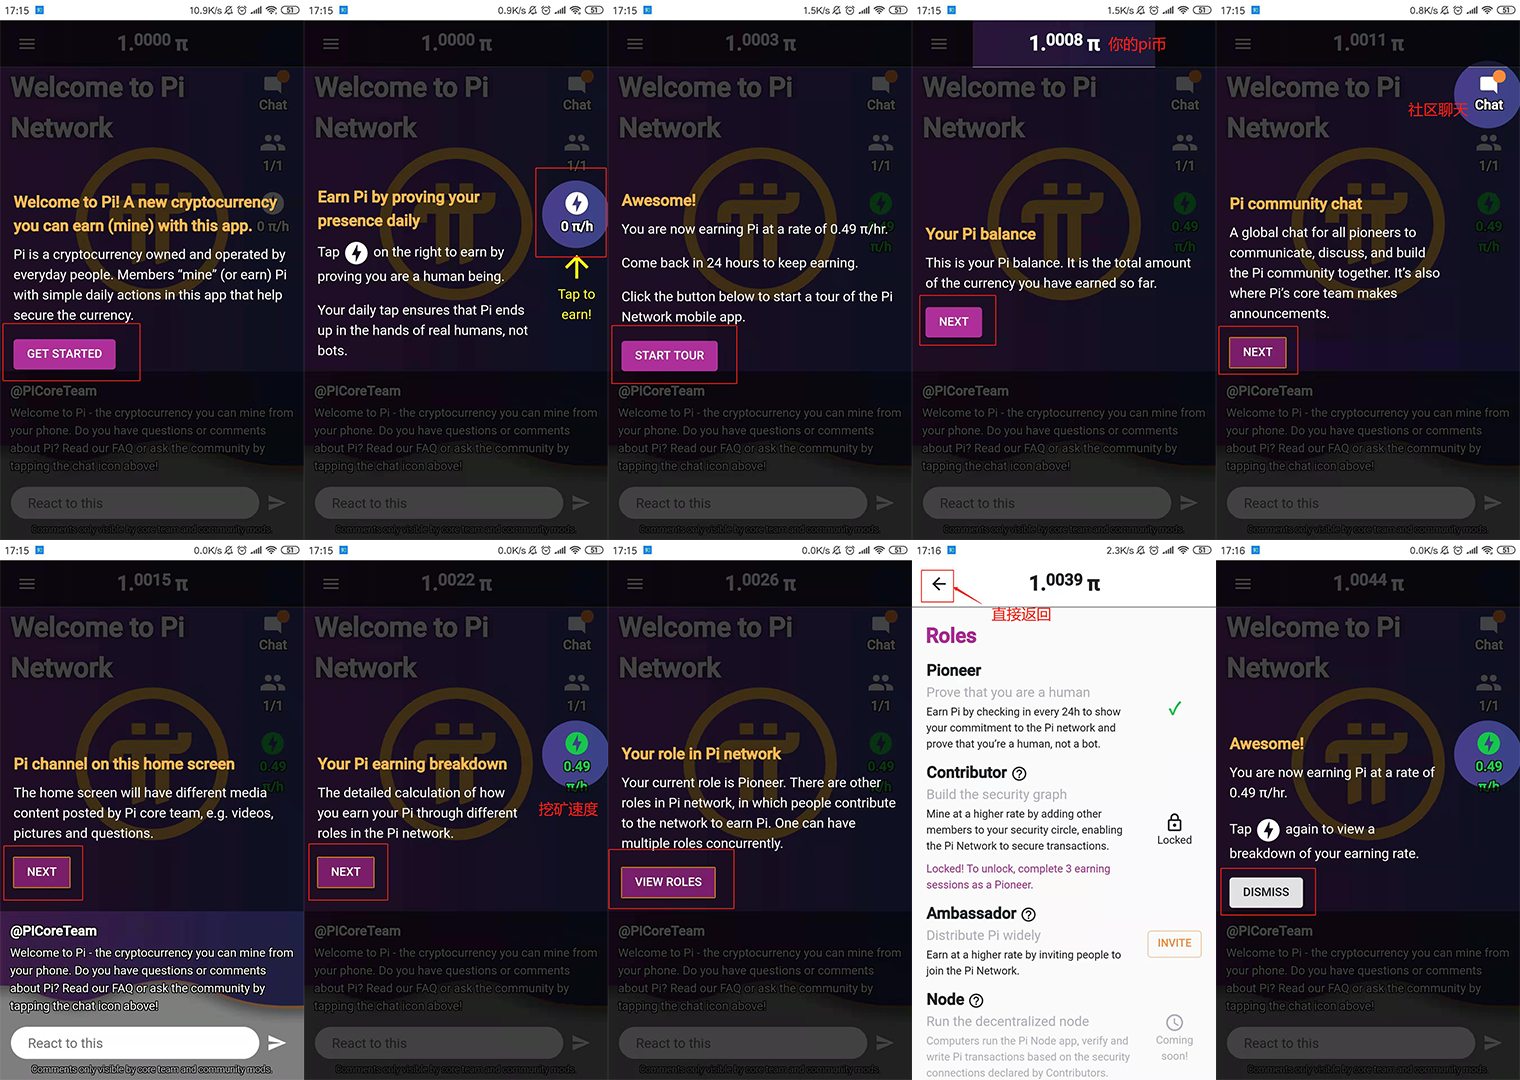 17:15
10.9K/s
51
1.0000 π
Welcome to Pi
Network
Chat
1/1
0 π/h
Welcome to Pi! A new cryptocurrency
you can earn (mine) with this app.
Pi is a cryptocurrency owned and operated by
everyday people. Members “mine” (or earn) Pi
with simple daily actions in this app that help
secure the currency.
GET STARTED
@PiCoreTeam
Welcome to Pi - the cryptocurrency you can mine from
your phone. Do you have questions or comments
about Pi? Read our FAQ or ask the community by
tapping the chat icon above!
React to this
Comments only visible by core team and community mods.
17:15
0.9K/s
51
1.0000 π
Welcome to Pi
Network
Chat
1/1
Earn Pi by proving your
presence daily
0 π/h
Tap on the right to earn by
proving you are a human being.
Tap to
earn!
Your daily tap ensures that Pi ends
up in the hands of real humans, not
bots.
@PiCoreTeam
Welcome to Pi - the cryptocurrency you can mine from
your phone. Do you have questions or comments
about Pi? Read our FAQ or ask the community by
tapping the chat icon above!
React to this
Comments only visible by core team and community mods.
17:15
1.5K/s
51
1.0003 π
Welcome to Pi
Network
Chat
1/1
0.49
π/h
Awesome!
You are now earning Pi at a rate of 0.49 π/hr.
Come back in 24 hours to keep earning.
Click the button below to start a tour of the Pi
Network mobile app.
START TOUR
@PiCoreTeam
Welcome to Pi - the cryptocurrency you can mine from
your phone. Do you have questions or comments
about Pi? Read our FAQ or ask the community by
tapping the chat icon above!
React to this
Comments only visible by core team and community mods.
17:15
1.5K/s
51
1.0008 π
你的pi币
Welcome to Pi
Network
Chat
1/1
0.49
π/h
Your Pi balance
This is your Pi balance. It is the total amount
of the currency you have earned so far.
NEXT
@PiCoreTeam
Welcome to Pi - the cryptocurrency you can mine from
your phone. Do you have questions or comments
about Pi? Read our FAQ or ask the community by
tapping the chat icon above!
React to this
Comments only visible by core team and community mods.
17:15
0.8K/s
51
1.0011 π
Welcome to Pi
Network
Chat
社区聊天
1/1
0.49
π/h
Pi community chat
A global chat for all pioneers to
communicate, discuss, and build
the Pi community together. It’s also
where Pi’s core team makes
announcements.
NEXT
@PiCoreTeam
Welcome to Pi - the cryptocurrency you can mine from
your phone. Do you have questions or comments
about Pi? Read our FAQ or ask the community by
tapping the chat icon above!
React to this
Comments only visible by core team and community mods.
17:15
0.0K/s
51
1.0015 π
Welcome to Pi
Network
Chat
1/1
0.49
π/h
Pi channel on this home screen
The home screen will have different media
content posted by Pi core team, e.g. videos,
pictures and questions.
NEXT
@PiCoreTeam
Welcome to Pi - the cryptocurrency you can mine from
your phone. Do you have questions or comments
about Pi? Read our FAQ or ask the community by
tapping the chat icon above!
React to this
Comments only visible by core team and community mods.
17:15
0.0K/s
51
1.0022 π
Welcome to Pi
Network
Chat
1/1
0.49
π/h
挖矿速度
Your Pi earning breakdown
The detailed calculation of how
you earn your Pi through different
roles in the Pi network.
NEXT
@PiCoreTeam
Welcome to Pi - the cryptocurrency you can mine from
your phone. Do you have questions or comments
about Pi? Read our FAQ or ask the community by
tapping the chat icon above!
React to this
Comments only visible by core team and community mods.
17:15
0.0K/s
51
1.0026 π
Welcome to Pi
Network
Chat
1/1
0.49
π/h
Your role in Pi network
Your current role is Pioneer. There are other
roles in Pi network, in which people contribute
to the network to earn Pi. One can have
multiple roles concurrently.
VIEW ROLES
@PiCoreTeam
Welcome to Pi - the cryptocurrency you can mine from
your phone. Do you have questions or comments
about Pi? Read our FAQ or ask the community by
tapping the chat icon above!
React to this
Comments only visible by core team and community mods.
17:16
2.3K/s
51
1.0039 π
直接返回
Roles
Pioneer
Prove that you are a human
Earn Pi by checking in every 24h to show
your commitment to the Pi network and
prove that you’re a human, not a bot.
Contributor
Build the security graph
Mine at a higher rate by adding other
members to your security circle, enabling
the Pi Network to secure transactions.
Locked
Locked! To unlock, complete 3 earning
sessions as a Pioneer.
Ambassador
Distribute Pi widely
Earn at a higher rate by inviting people to
join the Pi Network.
INVITE
Node
Run the decentralized node
Computers run the Pi Node app, verify and
write Pi transactions based on the security
connections declared by Contributors.
Coming
soon!
17:16
0.0K/s
51
1.0044 π
Welcome to Pi
Network
Chat
1/1
0.49
π/h
Awesome!
You are now earning Pi at a rate of
0.49 π/hr.
Tap again to view a
breakdown of your earning rate.
DISMISS
@PiCoreTeam
Welcome to Pi - the cryptocurrency you can mine from
your phone. Do you have questions or comments
about Pi? Read our FAQ or ask the community by
tapping the chat icon above!
React to this
Comments only visible by core team and community mods.